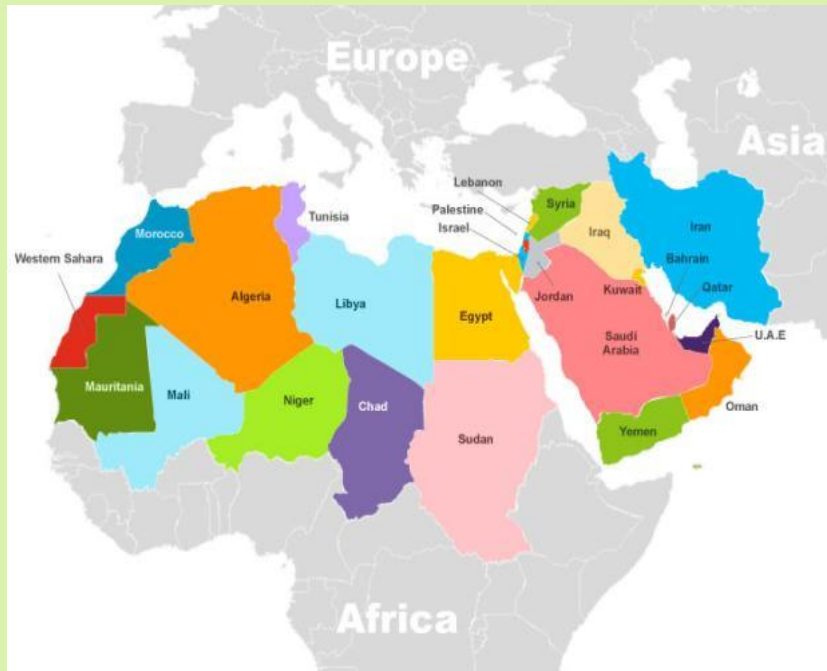 Europe
Asia
Lebanon
Syria
Palestine
Israel
Iraq
Iran
Tunisia
Morocco
Western Sahara
Bahrain
Algeria
Libya
Jordan
Kuwait
Qatar
Egypt
U.A.E
Saudi
Arabia
Mauritania
Mali
Niger
Chad
Oman
Sudan
Yemen
Africa